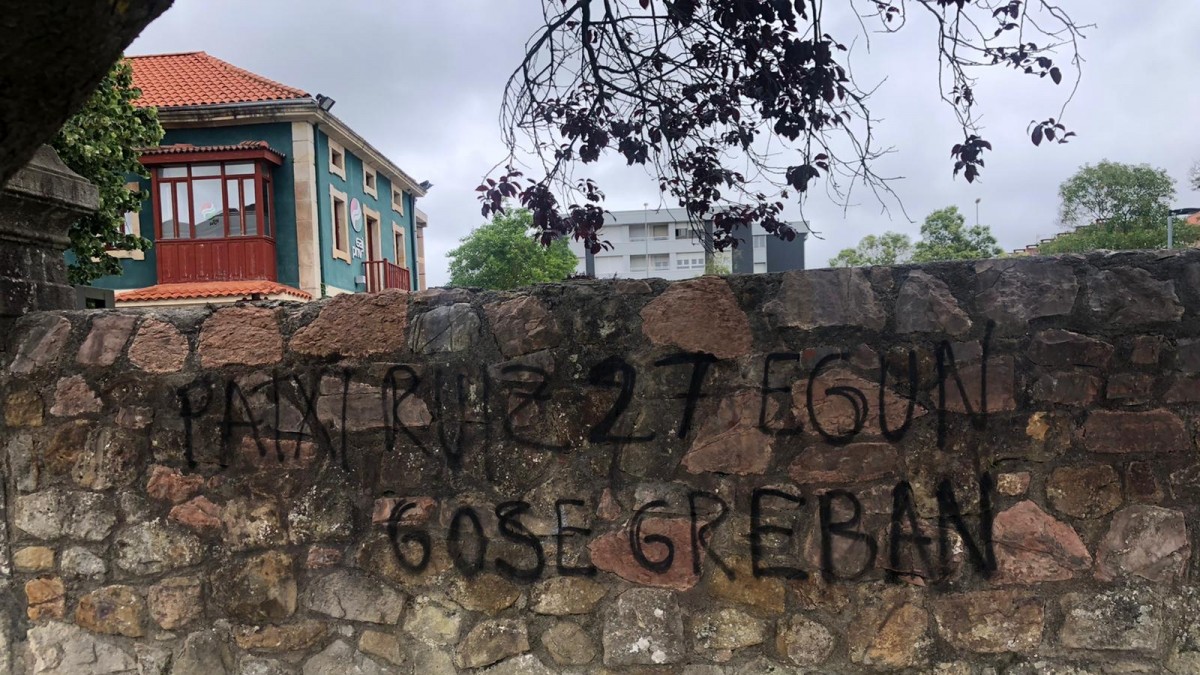 PATXI RUIZ 27 EGUN
GOSE GREBAN